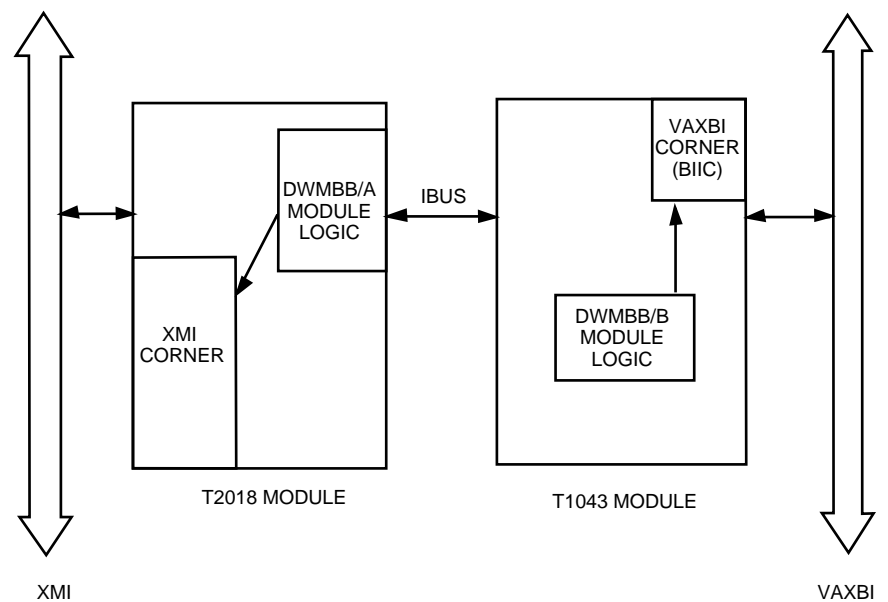 DWMBB/A
MODULE
LOGIC
XMI
CORNER
T2018 MODULE
IBUS
VAXBI
CORNER
(BIIC)
DWMBB/B
MODULE
LOGIC
T1043 MODULE
XMI
VAXBI